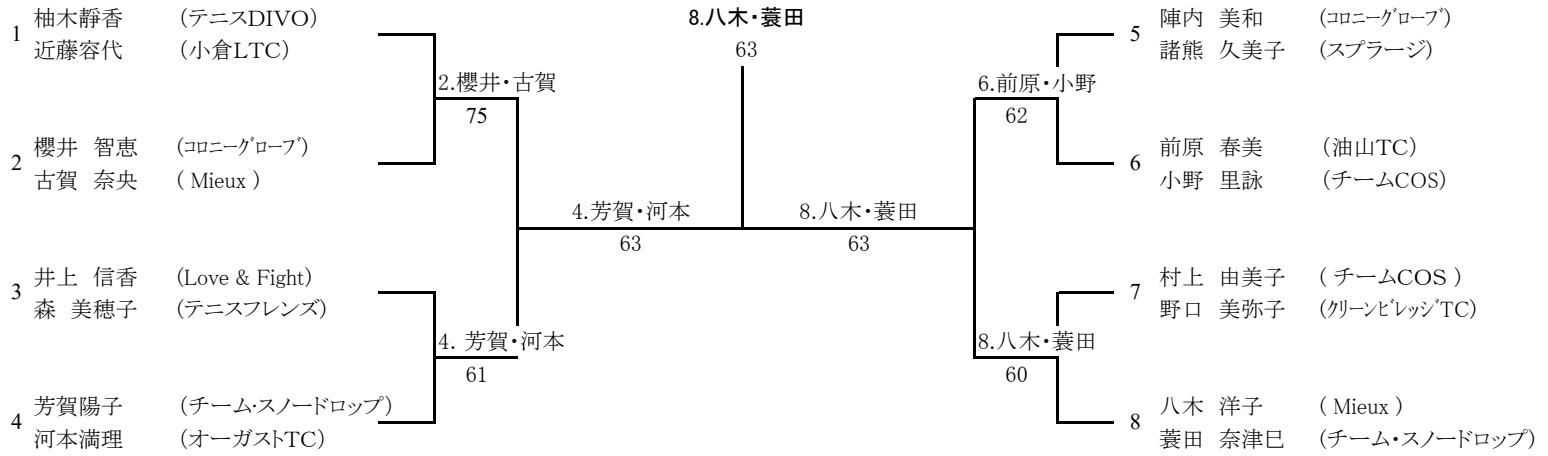 8.八木・蓑田
63
1 柚木靜香 (テニスDIVO)
近藤容代 (小倉LTC)
2.櫻井・古賀
75
2 櫻井 智恵 (コロニーグローブ)
古賀 奈央 ( Mieux )
4.芳賀・河本
63
3 井上 信香 (Love & Fight)
森 美穂子 (テニスフレンズ)
4. 芳賀・河本
61
4 芳賀陽子 (チーム・スノードロップ)
河本満理 (オーガストTC)
5 陣内 美和 (コロニーグローブ)
諸熊 久美子 (スプラージ)
6.前原・小野
62
6 前原 春美 (油山TC)
小野 里詠 (チームCOS)
8.八木・蓑田
63
7 村上 由美子 ( チームCOS )
野口 美弥子 (クリーンビレッジTC)
8.八木・蓑田
60
8 八木 洋子 ( Mieux )
蓑田 奈津巳 (チーム・スノードロップ)